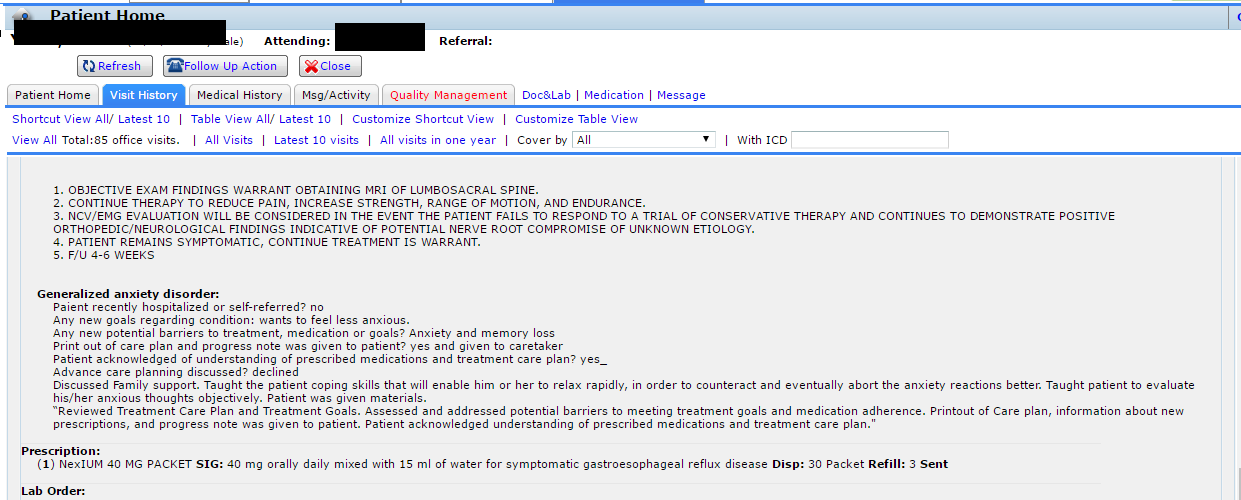 Patient Home
ale) Attending: Referral:
Refresh Follow Up Action Close
Patient Home Visit History Medical History Msg/Activity Quality Management Doc&Lab | Medication | Message
Shortcut View All/ Latest 10 | Table View All/ Latest 10 | Customize Shortcut View | Customize Table View
View All Total:85 office visits. | All Visits | Latest 10 visits | All visits in one year | Cover by All | With ICD
1. OBJECTIVE EXAM FINDINGS WARRANT OBTAINING MRI OF LUMBOSACRAL SPINE.
2. CONTINUE THERAPY TO REDUCE PAIN, INCREASE STRENGTH, RANGE OF MOTION, AND ENDURANCE.
3. NCV/EMG EVALUATION WILL BE CONSIDERED IN THE EVENT THE PATIENT FAILS TO RESPOND TO A TRIAL OF CONSERVATIVE THERAPY AND CONTINUES TO DEMONSTRATE POSITIVE
ORTHOPEDIC/NEUROLOGICAL FINDINGS INDICATIVE OF POTENTIAL NERVE ROOT COMPROMISE OF UNKNOWN ETIOLOGY.
4. PATIENT REMAINS SYMPTOMATIC, CONTINUE TREATMENT IS WARRANT.
5. F/U 4-6 WEEKS
Generalized anxiety disorder:
Paient recently hospitalized or self-referred? no
Any new goals regarding condition: wants to feel less anxious.
Any new potential barriers to treatment, medication or goals? Anxiety and memory loss
Print out of care plan and progress note was given to patient? yes and given to caretaker
Patient acknowledged of understanding of prescribed medications and treatment care plan? yes_
Advance care planning discussed? declined
Discussed Family support. Taught the patient coping skills that will enable him or her to relax rapidly, in order to counteract and eventually abort the anxiety reactions better. Taught patient to evaluate
his/her anxious thoughts objectively. Patient was given materials.
"Reviewed Treatment Care Plan and Treatment Goals. Assessed and addressed potential barriers to meeting treatment goals and medication adherence. Printout of Care plan, information about new
prescriptions, and progress note was given to patient. Patient acknowledged understanding of prescribed medications and treatment care plan."
Prescription:
(1) NexIUM 40 MG PACKET SIG: 40 mg orally daily mixed with 15 ml of water for symptomatic gastroesophageal reflux disease Disp: 30 Packet Refill: 3 Sent
Lab Order: